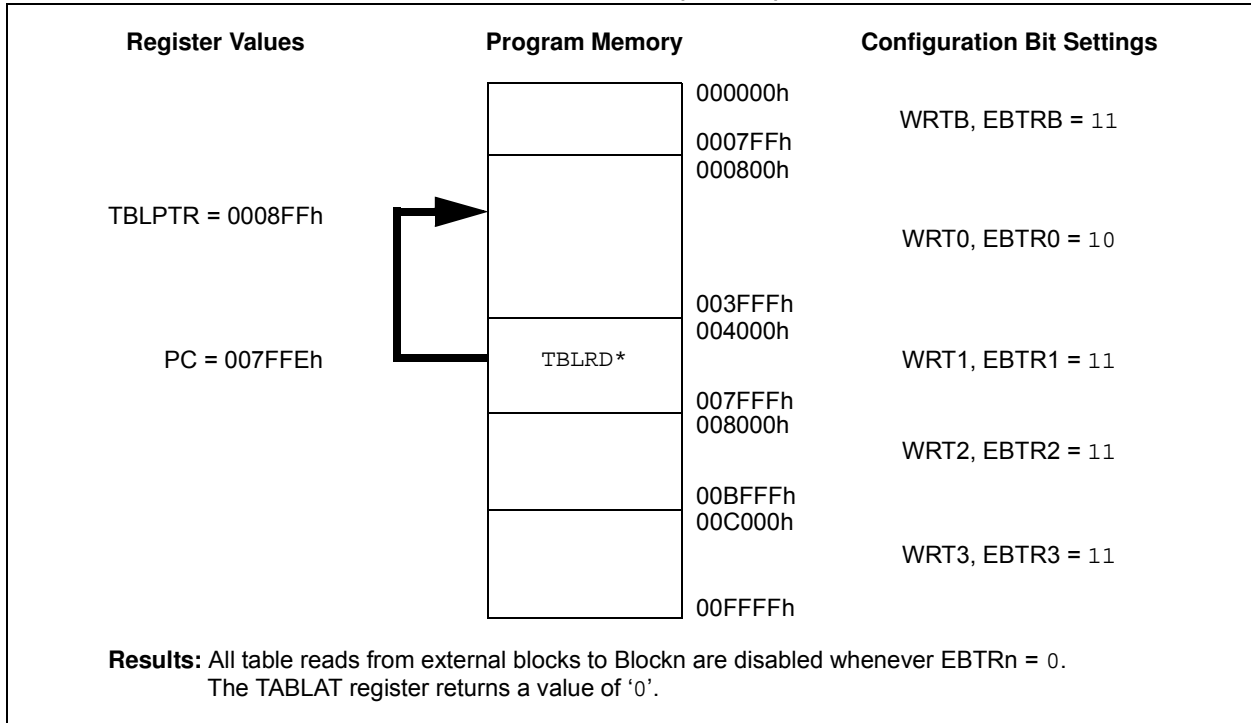 Register Values Program Memory Configuration Bit Settings
000000h
WRTB, EBTRB = 11
0007FFh
000800h
TBLPTR = 0008FFh
WRT0, EBTR0 = 10
003FFFh
004000h
PC = 007FFEh TBLRD* WRT1, EBTR1 = 11
007FFFh
008000h
WRT2, EBTR2 = 11
00BFFFh
00C000h
WRT3, EBTR3 = 11
00FFFFh
Results: All table reads from external blocks to Blockn are disabled whenever EBTRn = 0.
The TABLAT register returns a value of ‘0’.